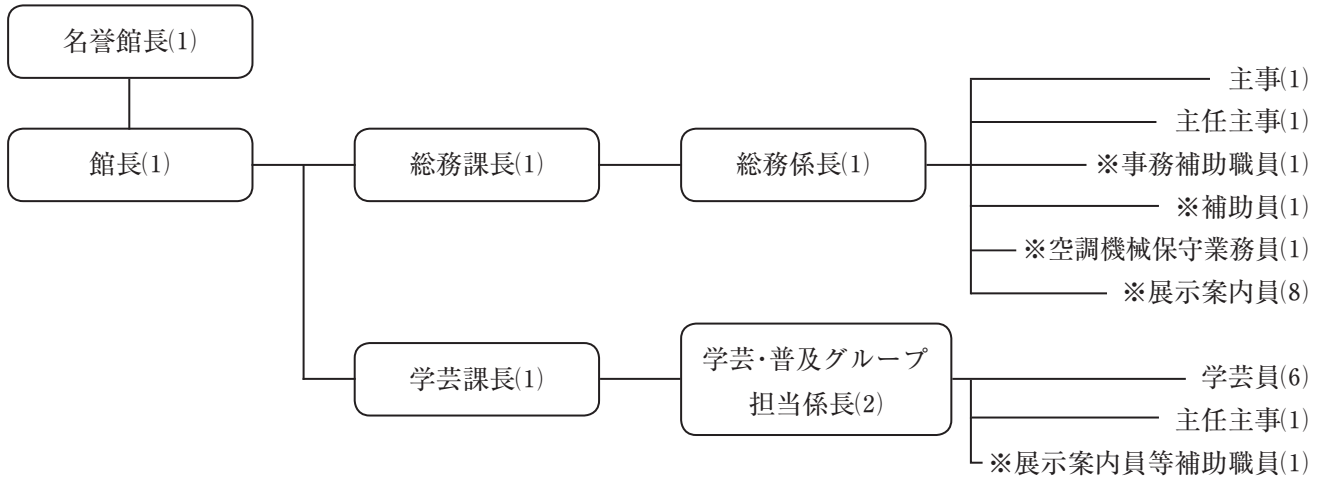 名誉館長(1)
館長(1)
総務課長(1)
総務係長(1)
主事(1)
主任主事(1)
※事務補助職員(1)
※補助員(1)
※空調機械保守業務員(1)
※展示案内員(8)
学芸課長(1)
学芸・普及グループ
担当係長(2)
学芸員(6)
主任主事(1)
※展示案内員等補助職員(1)